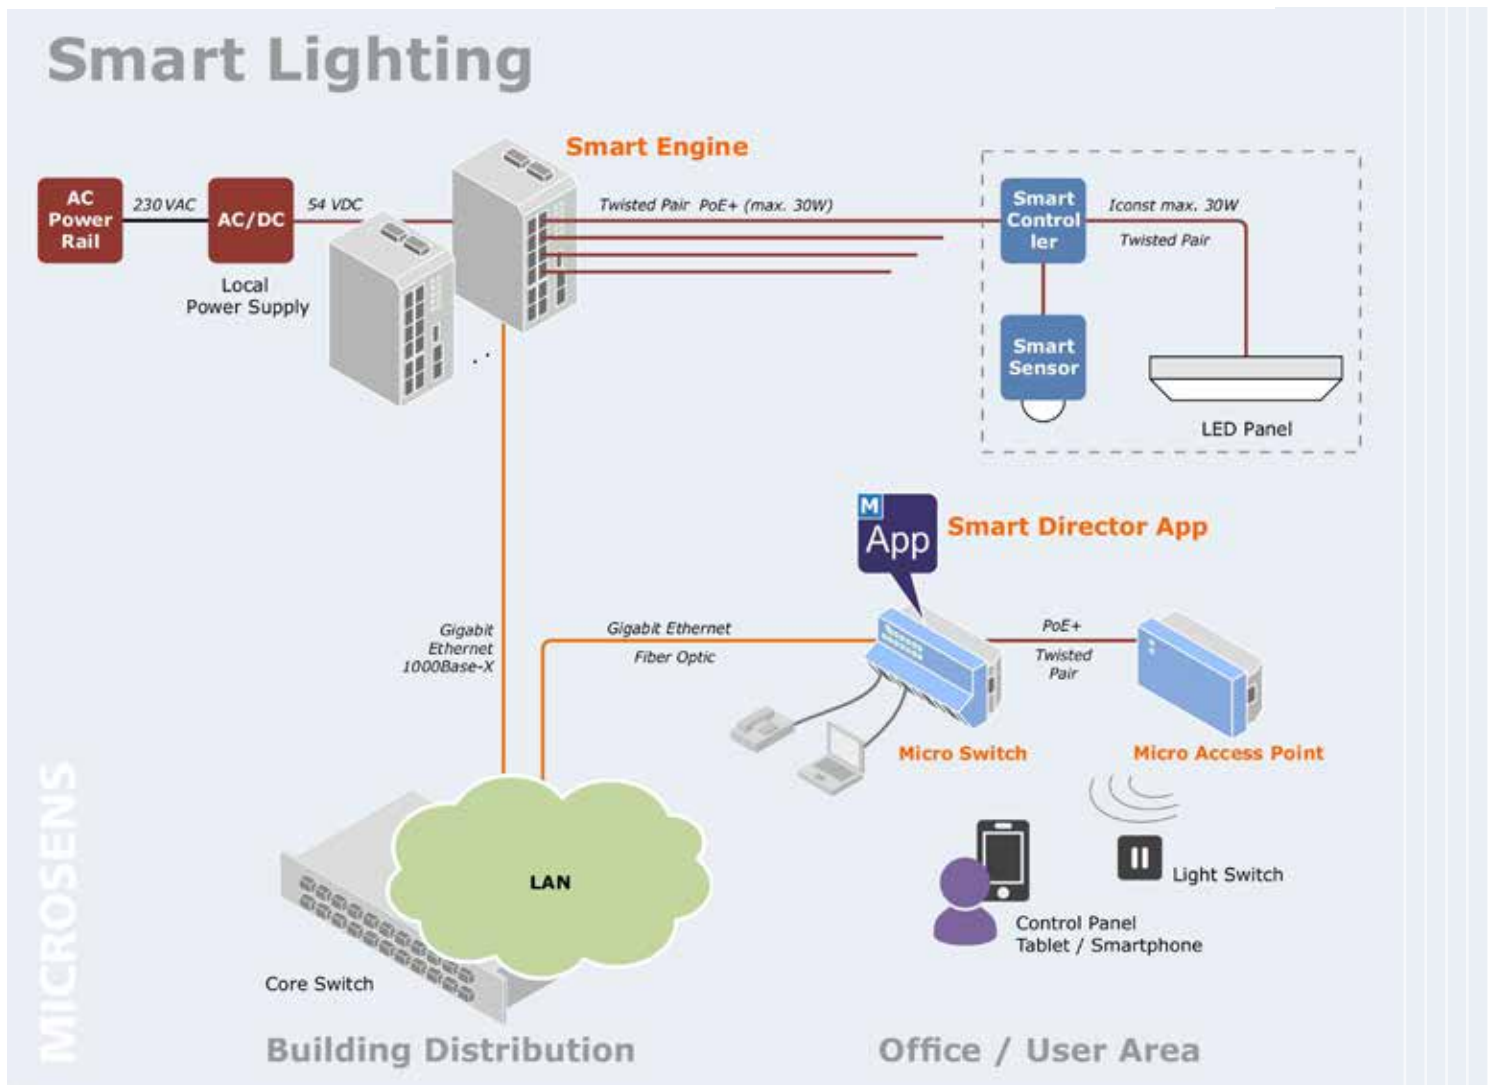 Smart Lighting
Smart Engine
AC
Power
Rail
230 VAC
AC/DC
54 VDC
Local
Power Supply
Twisted Pair PoE+ (max. 30W)
Smart
Control
ler
Iconst max. 30W
Twisted Pair
Smart
Sensor
LED Panel
M
App
Smart Director App
Gigabit
Ethernet
1000Base-X
Gigabit Ethernet
Fiber Optic
PoE+
Twisted
Pair
Micro Switch
Micro Access Point
LAN
Light Switch
Control Panel
Tablet / Smartphone
Core Switch
MICROSENS
Building Distribution
Office / User Area